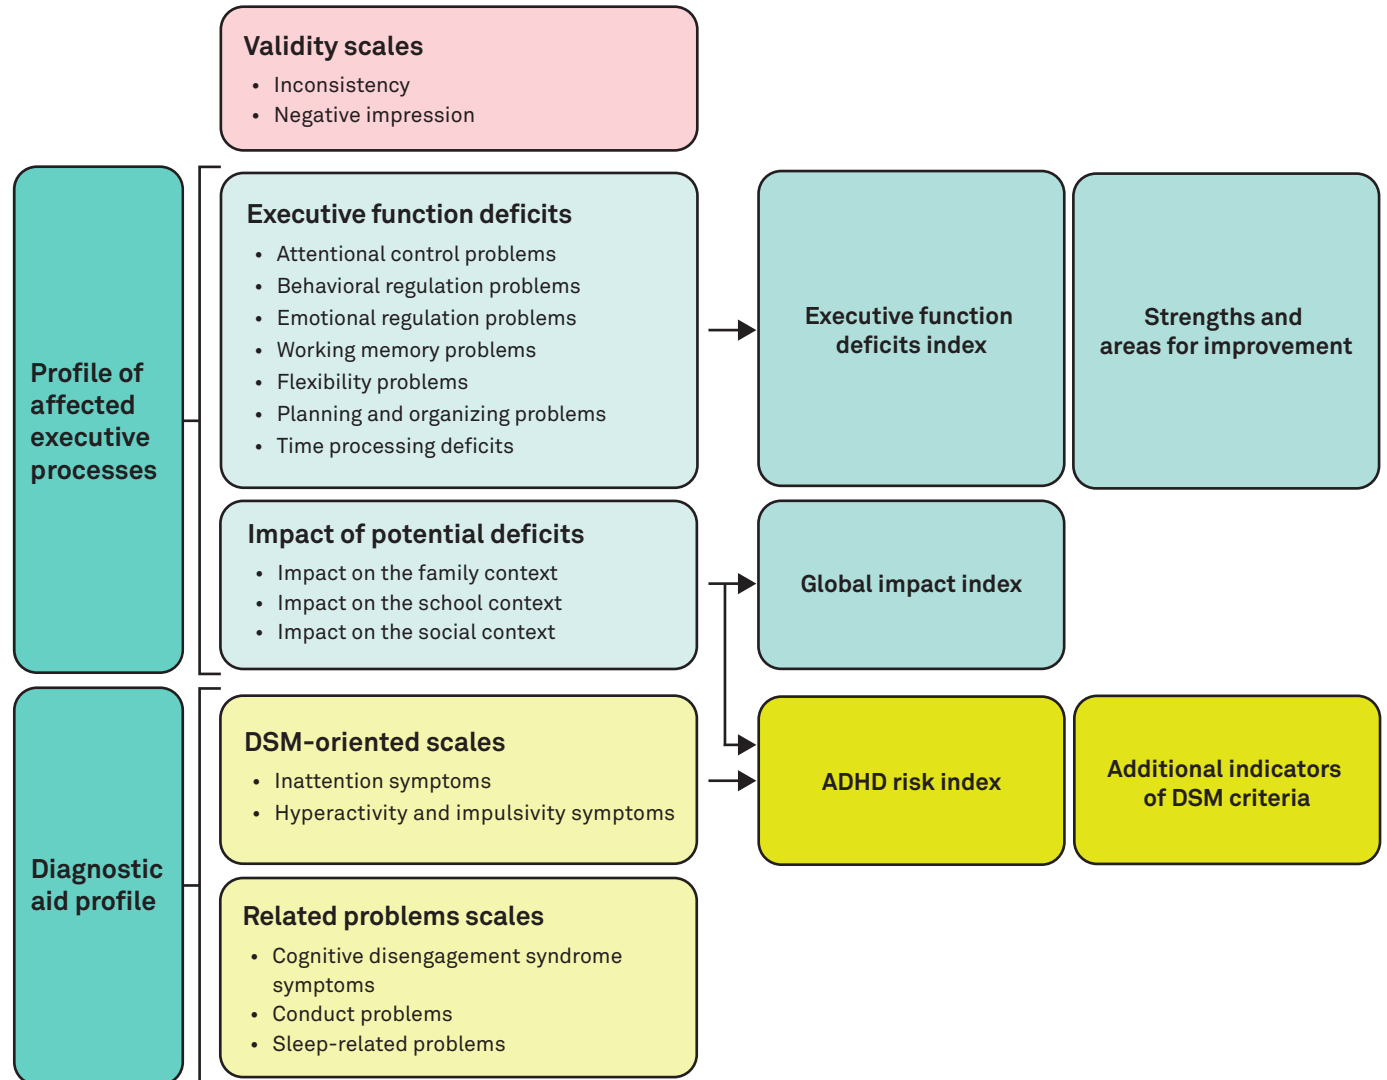 Validity scales
• Inconsistency
• Negative impression
Profile of
affected
executive
processes
Executive function deficits
• Attentional control problems
• Behavioral regulation problems
• Emotional regulation problems
• Working memory problems
• Flexibility problems
• Planning and organizing problems
• Time processing deficits
Executive function
deficits index
Strengths and
areas for improvement
Impact of potential deficits
• Impact on the family context
• Impact on the school context
• Impact on the social context
Global impact index
Diagnostic
aid profile
DSM-oriented scales
• Inattention symptoms
• Hyperactivity and impulsivity symptoms
ADHD risk index
Additional indicators
of DSM criteria
Related problems scales
• Cognitive disengagement syndrome
symptoms
• Conduct problems
• Sleep-related problems